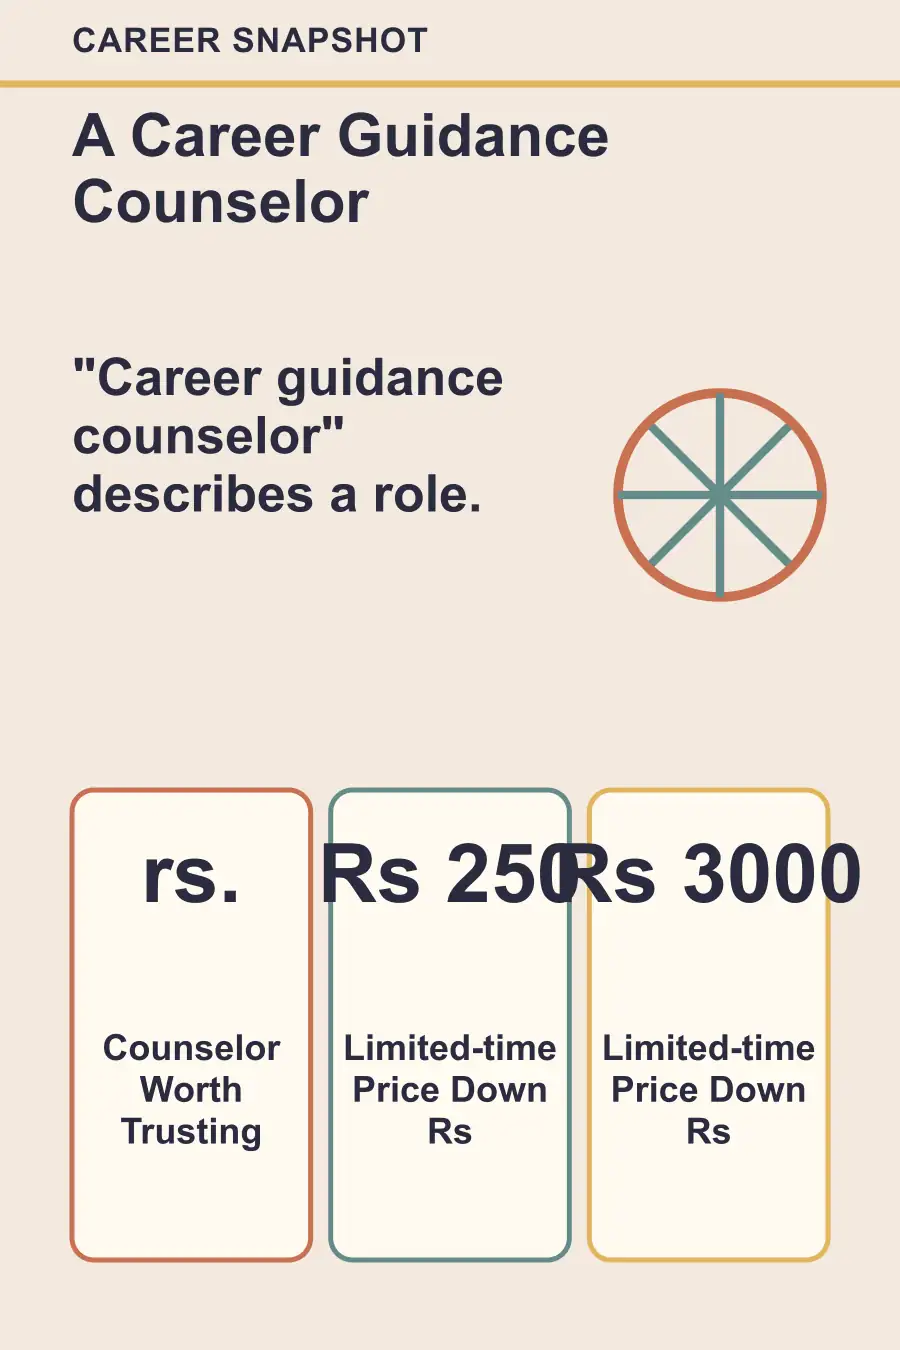 CAREER SNAPSHOT
A Career Guidance
Counselor
"Career guidance
counselor"
describes a role.
rs.
Rs 250
Rs 3000
Counselor
Worth
Trusting
Limited-time
Price Down
Rs
Limited-time
Price Down
Rs